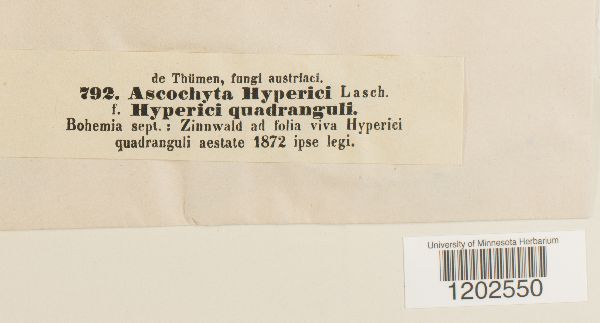 de Thümen, fungi austriaci.
792. Ascochyta Hyperici Lasch.
f. Hyperici quadranguli.
Bohemia sept.: Zinnwald ad folia viva Hyperici
quadranguli aestate 1872 ipse legi.
University of Minnesota Herbarium
1202550